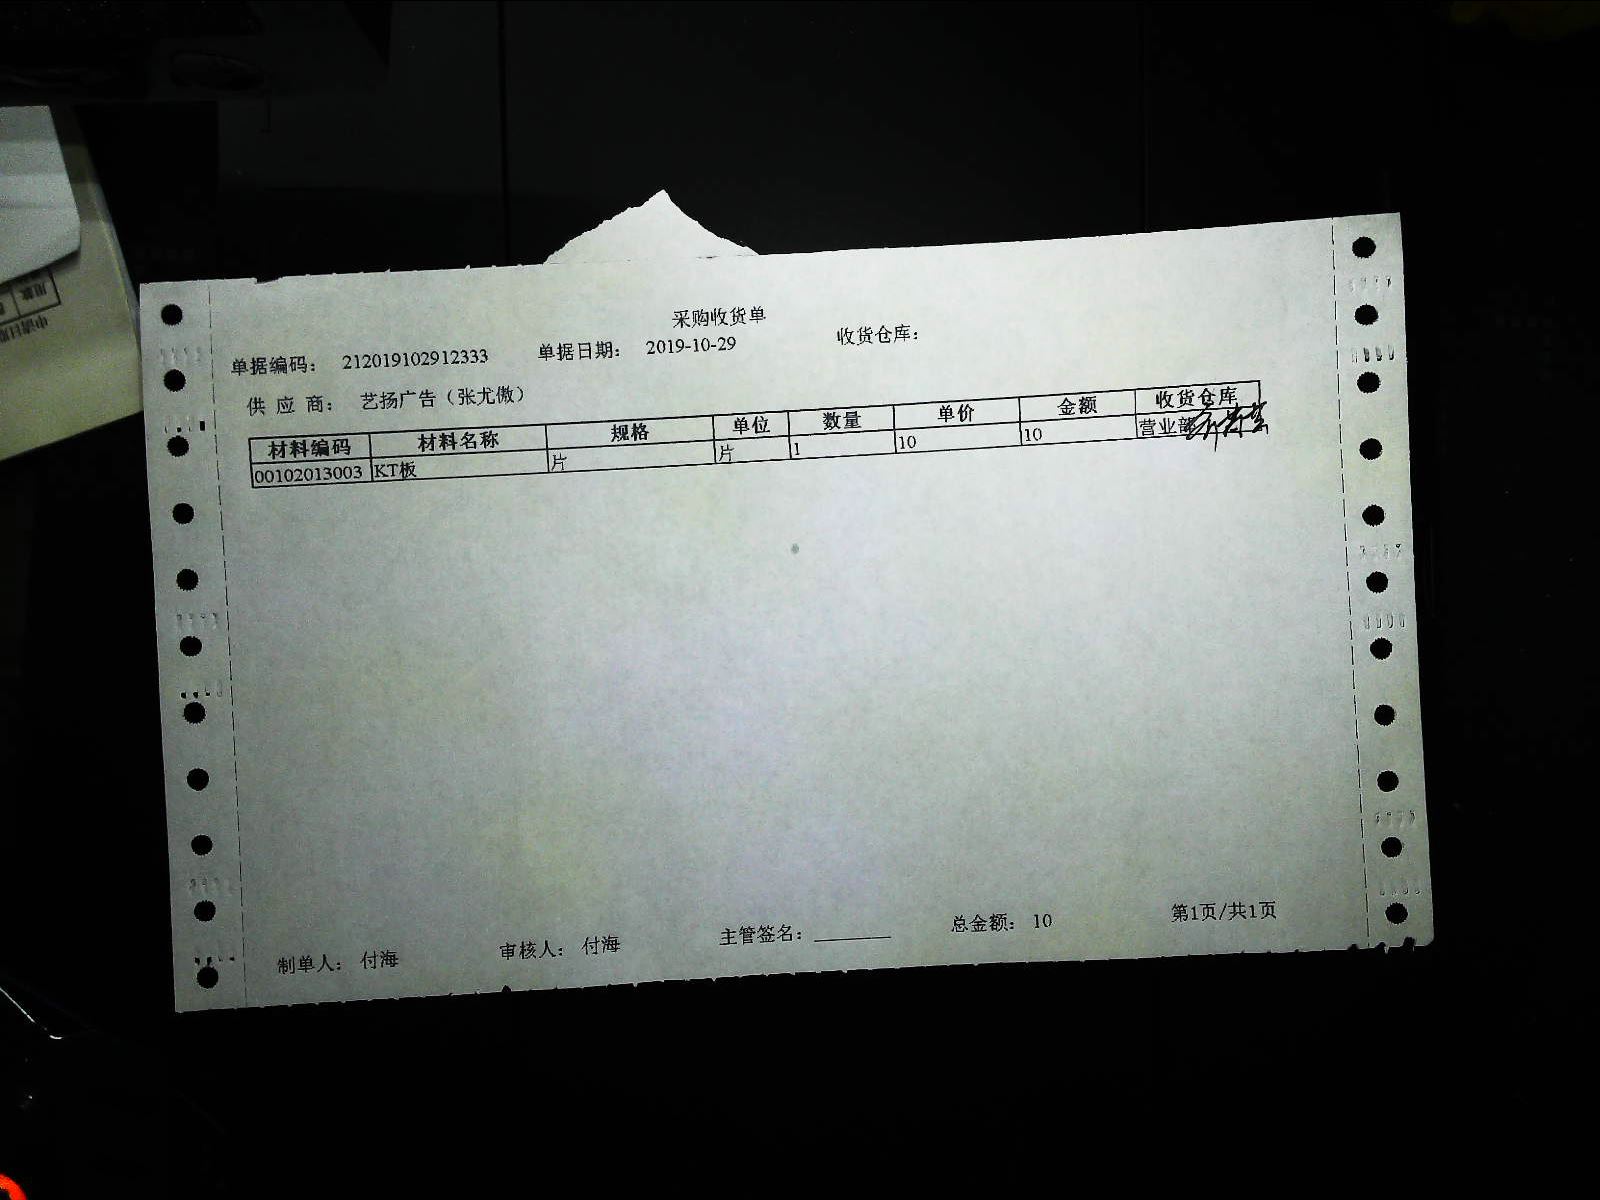 采购收货单
单据编码： 212019102912333 单据日期： 2019-10-29 收货仓库：
供 应 商： 艺扬广告（张尤傲）
材料编码 材料名称 规格 单位 数量 单价 金额 收货仓库
00102013003 KT板 片 片 1 10 10 营业部
制单人： 付海 审核人： 付海 主管签名： 总金额： 10 第1页/共1页
申请日期